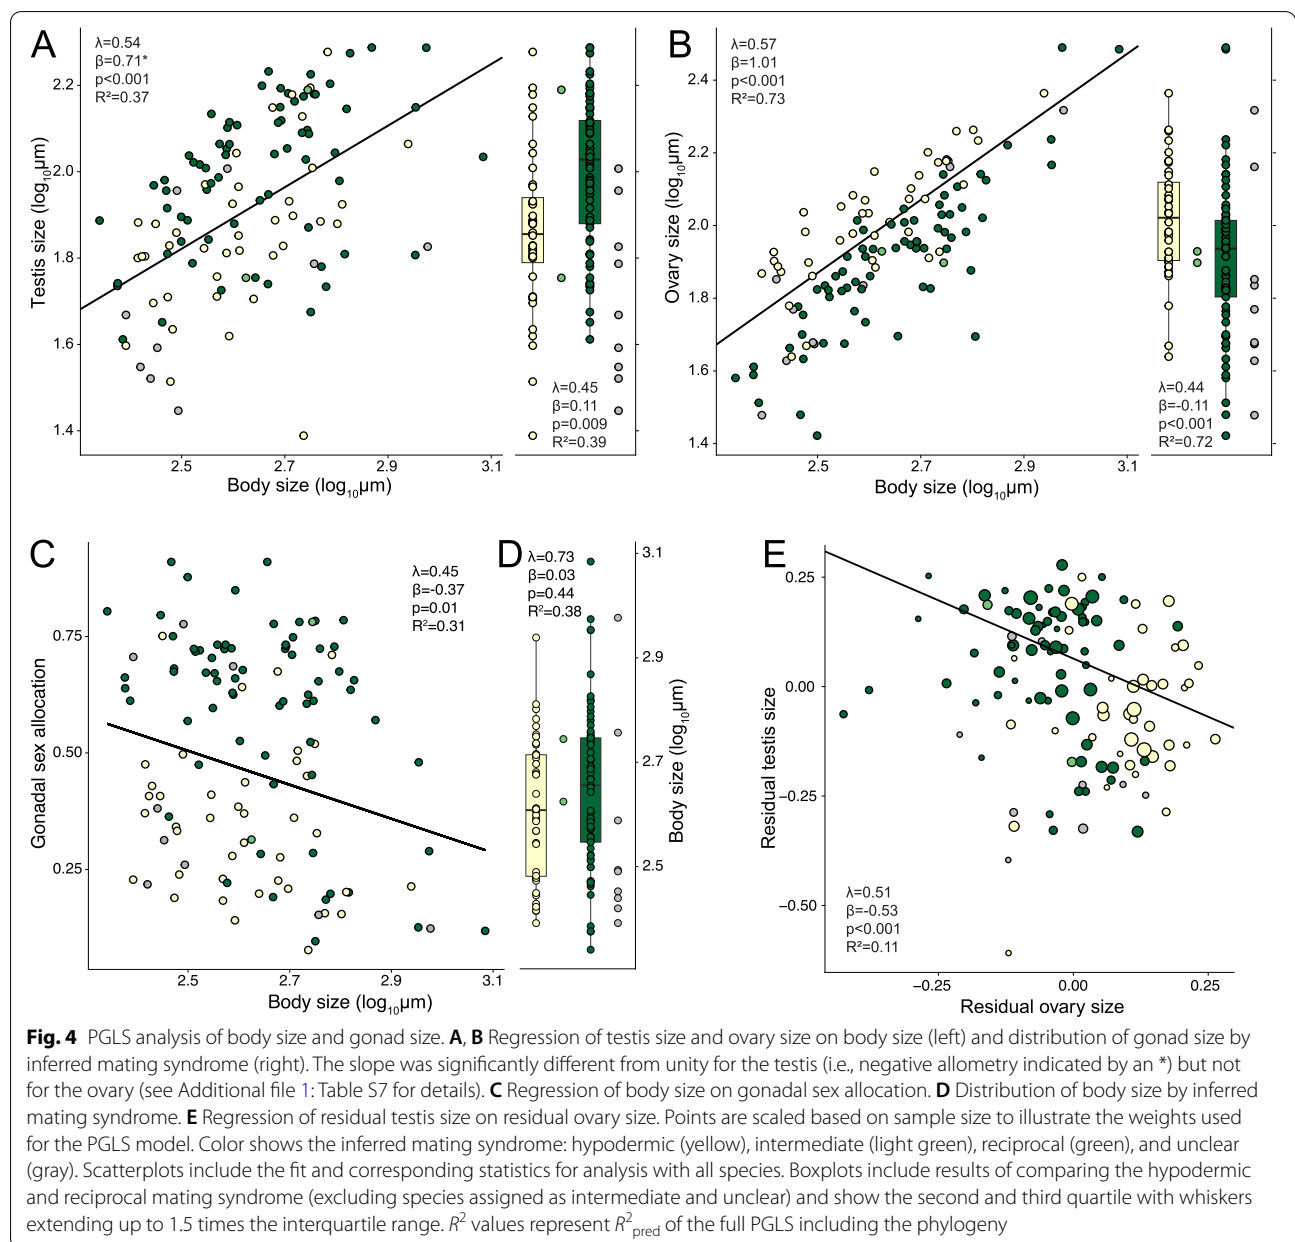 A
λ=0.54
β=0.71*
p<0.001
R²=0.37
Testis size (log10µm)
2.2
2.0
1.8
1.6
1.4
2.5 2.7 2.9 3.1
Body size (log10µm)
λ=0.45
β=0.11
p=0.009
R²=0.39
B
λ=0.57
β=1.01
p<0.001
R²=0.73
Ovary size (log10µm)
2.4
2.2
2.0
1.8
1.6
1.4
2.5 2.7 2.9 3.1
Body size (log10µm)
λ=0.44
β=-0.11
p<0.001
R²=0.72
C
λ=0.45
β=-0.37
p=0.01
R²=0.31
Gonadal sex allocation
0.75
0.50
0.25
2.5 2.7 2.9 3.1
Body size (log10µm)
D
λ=0.73
β=0.03
p=0.44
R²=0.38
3.1
2.9
2.7
2.5
Body size (log10µm)
E
Residual testis size
0.25
0.00
−0.25
−0.50
λ=0.51
β=-0.53
p<0.001
R²=0.11
−0.25 0.00 0.25
Residual ovary size
Fig. 4 PGLS analysis of body size and gonad size. A, B Regression of testis size and ovary size on body size (left) and distribution of gonad size by
inferred mating syndrome (right). The slope was significantly different from unity for the testis (i.e., negative allometry indicated by an *) but not
for the ovary (see Additional file 1: Table S7 for details). C Regression of body size on gonadal sex allocation. D Distribution of body size by inferred
mating syndrome. E Regression of residual testis size on residual ovary size. Points are scaled based on sample size to illustrate the weights used
for the PGLS model. Color shows the inferred mating syndrome: hypodermic (yellow), intermediate (light green), reciprocal (green), and unclear
(gray). Scatterplots include the fit and corresponding statistics for analysis with all species. Boxplots include results of comparing the hypodermic
and reciprocal mating syndrome (excluding species assigned as intermediate and unclear) and show the second and third quartile with whiskers
extending up to 1.5 times the interquartile range. R² values represent R²pred of the full PGLS including the phylogeny